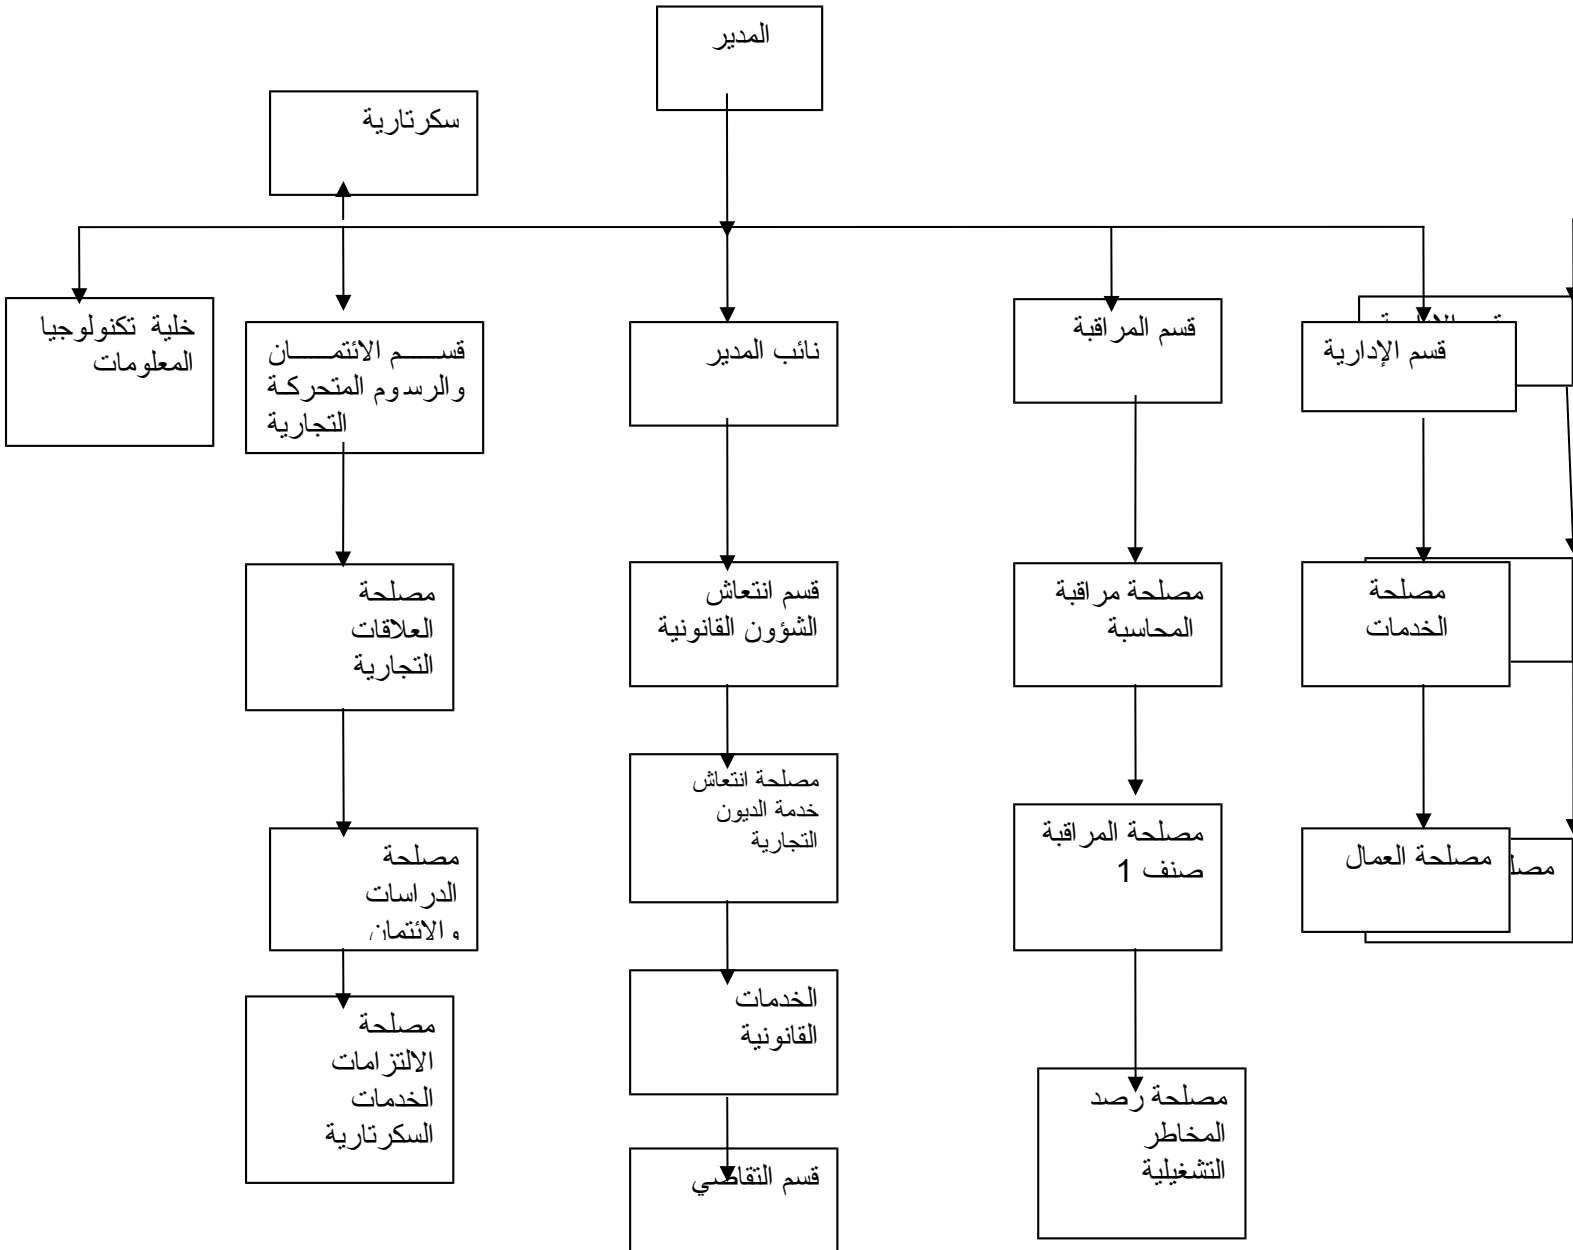 المدير
سكرتارية
خلية تكنولوجيا
المعلومات
قسم الائتمان
والرسوم المتحركة
التجارية
نائب المدير
قسم المراقبة
قسم الإدارية
مصلحة
العلاقات
التجارية
قسم انتعاش
الشؤون القانونية
مصلحة مراقبة
المحاسبة
مصلحة
الخدمات
مصلحة انتعاش
خدمة الديون
التجارية
مصلحة
الدراسات
والائتمان
مصلحة المراقبة
صنف 1
مصلحة العمال
مصلحة
الالتزامات
الخدمات
السكرتارية
الخدمات
القانونية
مصلحة رصد
المخاطر
التشغيلية
قسم التقاضي